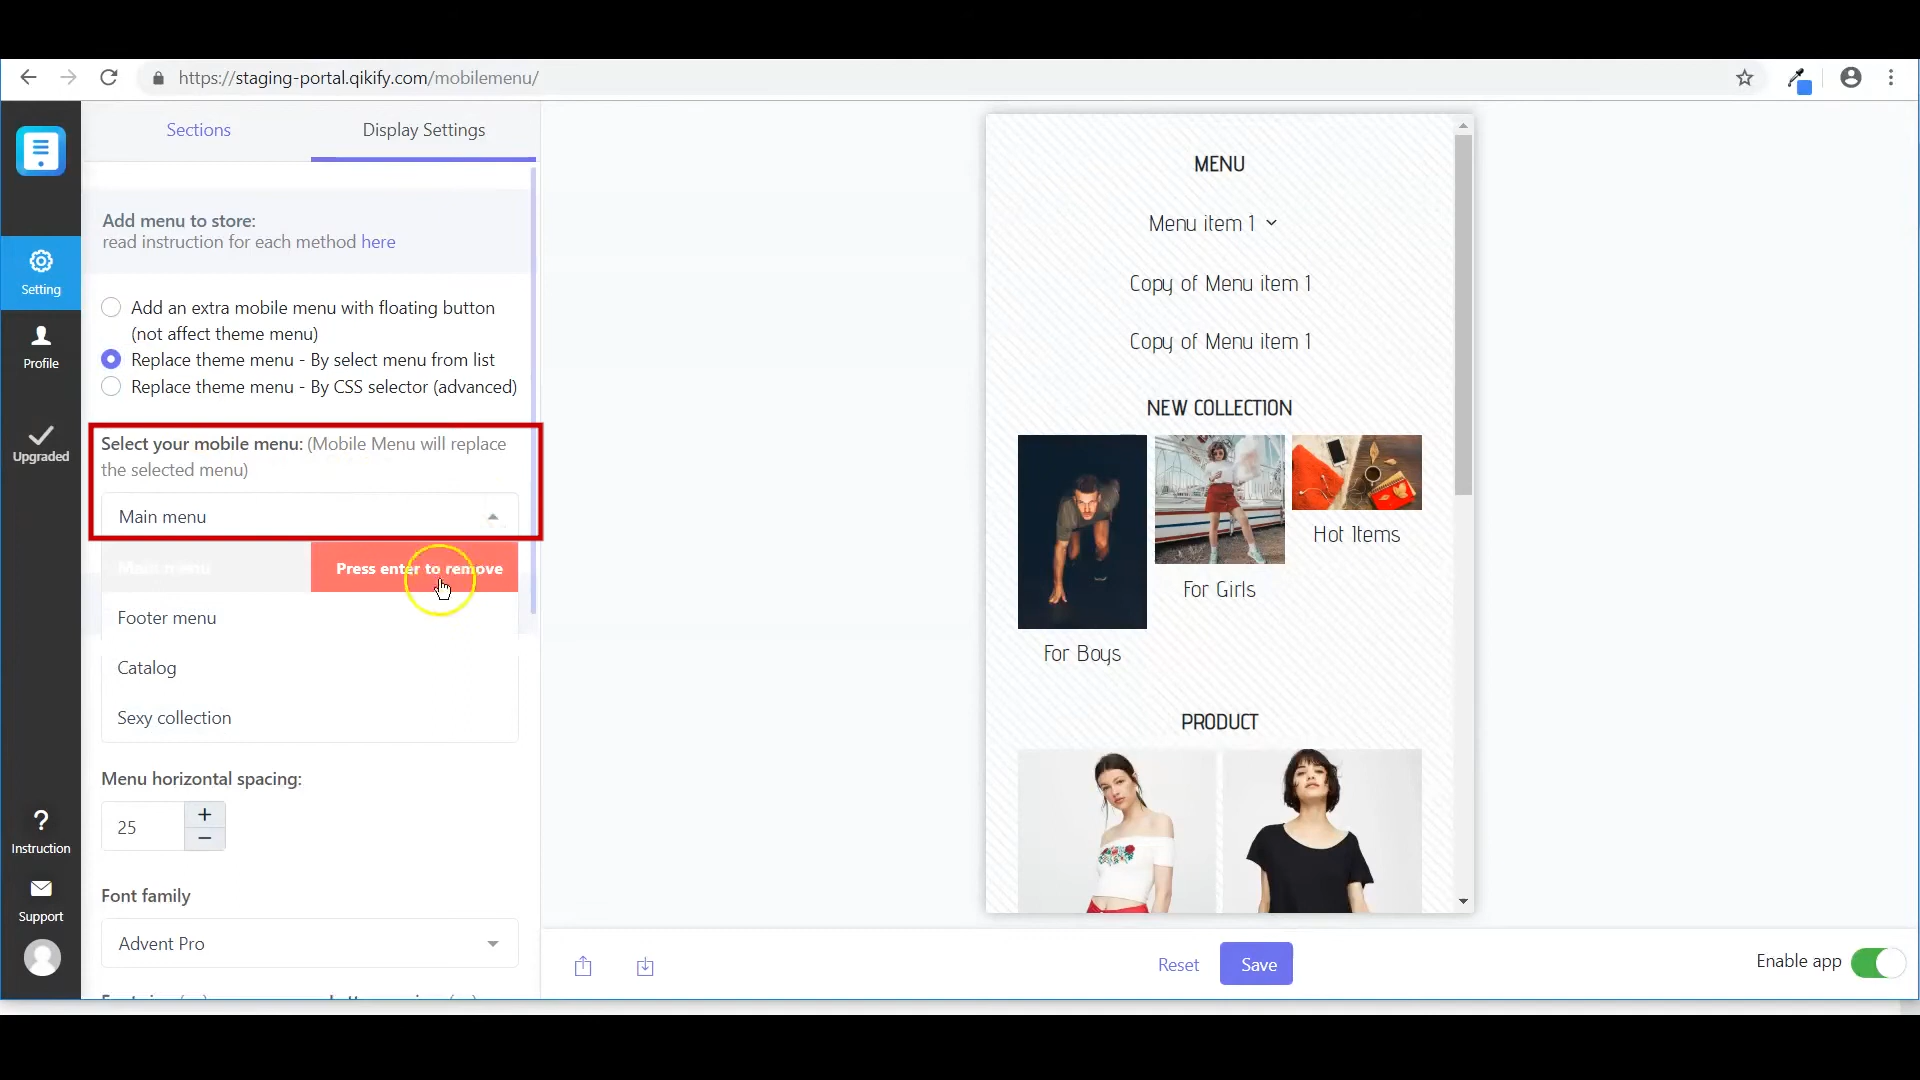 https://staging-portal.qikify.com/mobilemenu/
Sections
Display Settings
Setting
Profile
Upgraded
Instruction
Support
Add menu to store:
read instruction for each method here
Add an extra mobile menu with floating button
(not affect theme menu)
Replace theme menu - By select menu from list
Replace theme menu - By CSS selector (advanced)
Select your mobile menu: (Mobile Menu will replace
the selected menu)
Main menu
Main menu
Press enter to remove
Footer menu
Catalog
Sexy collection
Menu horizontal spacing:
25
+
−
Font family
Advent Pro
MENU
Menu item 1
Copy of Menu item 1
Copy of Menu item 1
NEW COLLECTION
For Boys
For Girls
Hot Items
PRODUCT
Reset
Save
Enable app